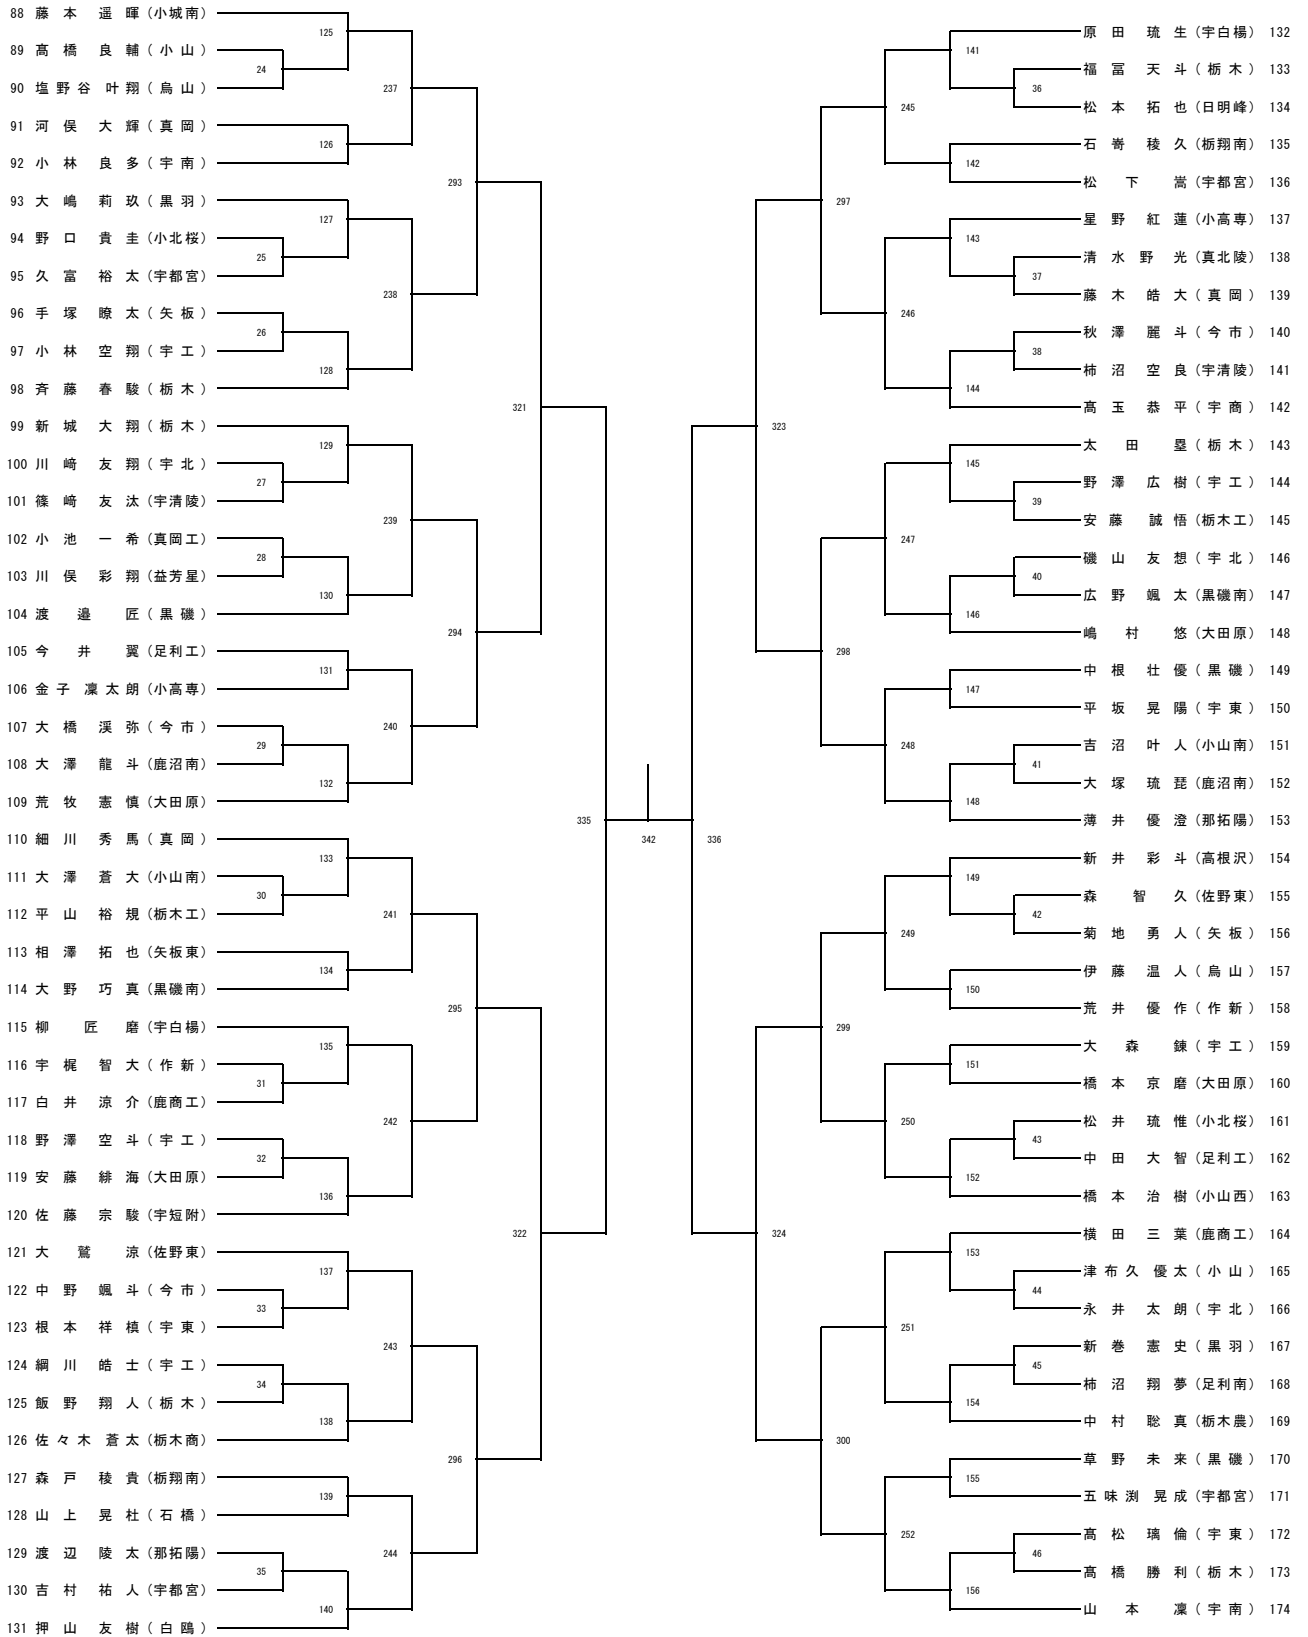 88 藤本 遥暉 (小城南)
89 髙橋 良輔 (小山)
90 塩野谷 叶翔 (烏山)
91 河俣 大輝 (真岡)
92 小林 良多 (宇南)
93 大嶋 莉玖 (黒羽)
94 野口 貴圭 (小北桜)
95 久富 裕太 (宇都宮)
96 手塚 瞭太 (矢板)
97 小林 空翔 (宇工)
98 斉藤 春駿 (栃木)
99 新城 大翔 (栃木)
100 川﨑 友翔 (宇北)
101 篠﨑 友汰 (宇清陵)
102 小池 一希 (真岡工)
103 川俣 彩翔 (益芳星)
104 渡邉 匠 (黒磯)
105 今井 翼 (足利工)
106 金子 凜太朗 (小高専)
107 大橋 渓弥 (今市)
108 大澤 龍斗 (鹿沼南)
109 荒牧 憲慎 (大田原)
110 細川 秀馬 (真岡)
111 大澤 蒼大 (小山南)
112 平山 裕規 (栃木工)
113 相澤 拓也 (矢板東)
114 大野 巧真 (黒磯南)
115 柳 匠磨 (宇白楊)
116 宇梶 智大 (作新)
117 白井 涼介 (鹿商工)
118 野澤 空斗 (宇工)
119 安藤 緋海 (大田原)
120 佐藤 宗駿 (宇短附)
121 大鷲 涼 (佐野東)
122 中野 颯斗 (今市)
123 根本 祥槙 (宇東)
124 綱川 皓士 (宇工)
125 飯野 翔人 (栃木)
126 佐々木 蒼太 (栃木商)
127 森戸 稜貴 (栃翔南)
128 山上 晃杜 (石橋)
129 渡辺 陵太 (那拓陽)
130 吉村 祐人 (宇都宮)
131 押山 友樹 (白鷗)
125
24
237
126
293
127
25
238
26
128
321
129
27
239
28
130
294
131
240
29
132
335
133
30
241
134
295
135
31
242
32
136
322
137
33
243
34
138
296
139
244
35
140
342
336
141
36
245
142
297
143
37
246
38
144
323
145
39
247
40
146
298
147
248
41
148
149
42
249
150
299
151
250
43
152
324
153
44
251
45
154
300
155
252
46
156
原田 琉生 (宇白楊) 132
福冨 天斗 (栃木) 133
松本 拓也 (日明峰) 134
石嵜 稜久 (栃翔南) 135
松下 嵩 (宇都宮) 136
星野 紅蓮 (小高専) 137
清水野 光 (真北陵) 138
藤木 皓大 (真岡) 139
秋澤 麗斗 (今市) 140
柿沼 空良 (宇清陵) 141
髙玉 恭平 (宇商) 142
太田 塁 (栃木) 143
野澤 広樹 (宇工) 144
安藤 誠悟 (栃木工) 145
磯山 友想 (宇北) 146
広野 颯太 (黒磯南) 147
嶋村 悠 (大田原) 148
中根 壮優 (黒磯) 149
平坂 晃陽 (宇東) 150
吉沼 叶人 (小山南) 151
大塚 琉琵 (鹿沼南) 152
薄井 優澄 (那拓陽) 153
新井 彩斗 (高根沢) 154
森 智久 (佐野東) 155
菊地 勇人 (矢板) 156
伊藤 温人 (烏山) 157
荒井 優作 (作新) 158
大森 錬 (宇工) 159
橋本 京磨 (大田原) 160
松井 琉惟 (小北桜) 161
中田 大智 (足利工) 162
橋本 治樹 (小山西) 163
横田 三葉 (鹿商工) 164
津布久 優太 (小山) 165
永井 太朗 (宇北) 166
新巻 憲史 (黒羽) 167
柿沼 翔夢 (足利南) 168
中村 聡真 (栃木農) 169
草野 未来 (黒磯) 170
五味渕 晃成 (宇都宮) 171
髙松 璃倫 (宇東) 172
髙橋 勝利 (栃木) 173
山本 凜 (宇南) 174